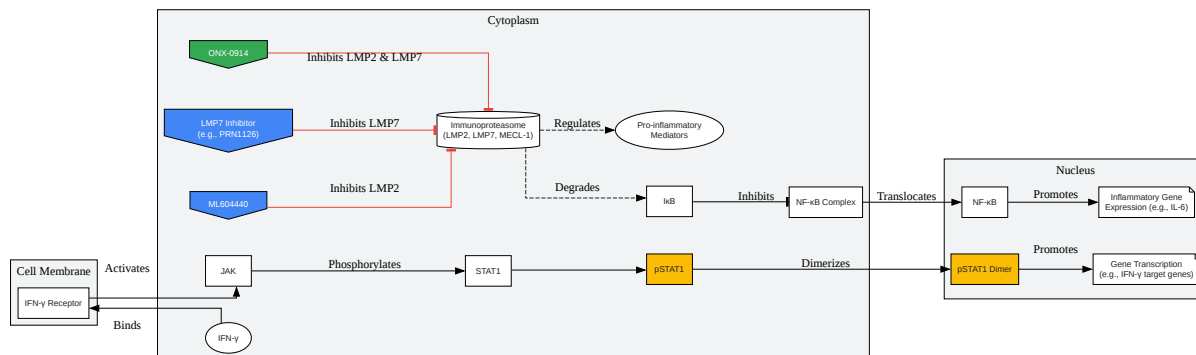 Cytoplasm
ONX-0914
Inhibits LMP2 & LMP7
LMP7 Inhibitor
(e.g., PRN1126)
Inhibits LMP7
Immunoproteasome
(LMP2, LMP7, MECL-1)
Regulates
Pro-inflammatory
Mediators
ML604440
Inhibits LMP2
Degrades
IκB
Inhibits
NF-κB Complex
Translocates
Nucleus
NF-κB
Promotes
Inflammatory Gene
Expression (e.g., IL-6)
Cell Membrane
IFN-γ Receptor
Activates
Binds
IFN-γ
JAK
Phosphorylates
STAT1
pSTAT1
Dimerizes
pSTAT1 Dimer
Promotes
Gene Transcription
(e.g., IFN-γ target genes)